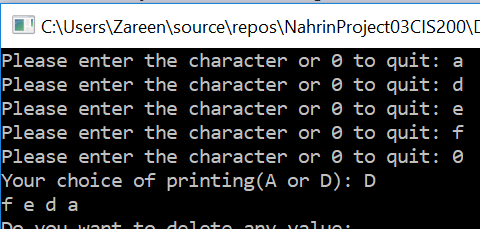 C:\Users\Zareen\source\repos\NahrinProject03CIS200\D
Please enter the character or 0 to quit: a
Please enter the character or 0 to quit: d
Please enter the character or 0 to quit: e
Please enter the character or 0 to quit: f
Please enter the character or 0 to quit: 0
Your choice of printing(A or D): D
f e d a
Do you want to delete any value: